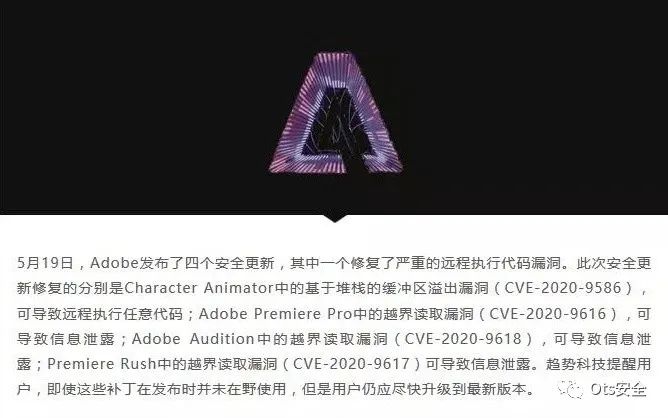 5月19日，Adobe发布了四个安全更新，其中一个修复了严重的远程执行代码漏洞。此次安全更
新修复的分别是Character Animator中的基于堆栈的缓冲区溢出漏洞（CVE-2020-9586），
可导致远程执行任意代码；Adobe Premiere Pro中的越界读取漏洞（CVE-2020-9616），可
导致信息泄露；Adobe Audition中的越界读取漏洞（CVE-2020-9618），可导致信息泄
露；Premiere Rush中的越界读取漏洞（CVE-2020-9617）可导致信息泄露。趋势科技提醒用
户，即使这些补丁在发布时并未在野使用，但是用户仍应尽快升级到最新版本。
Ots安全